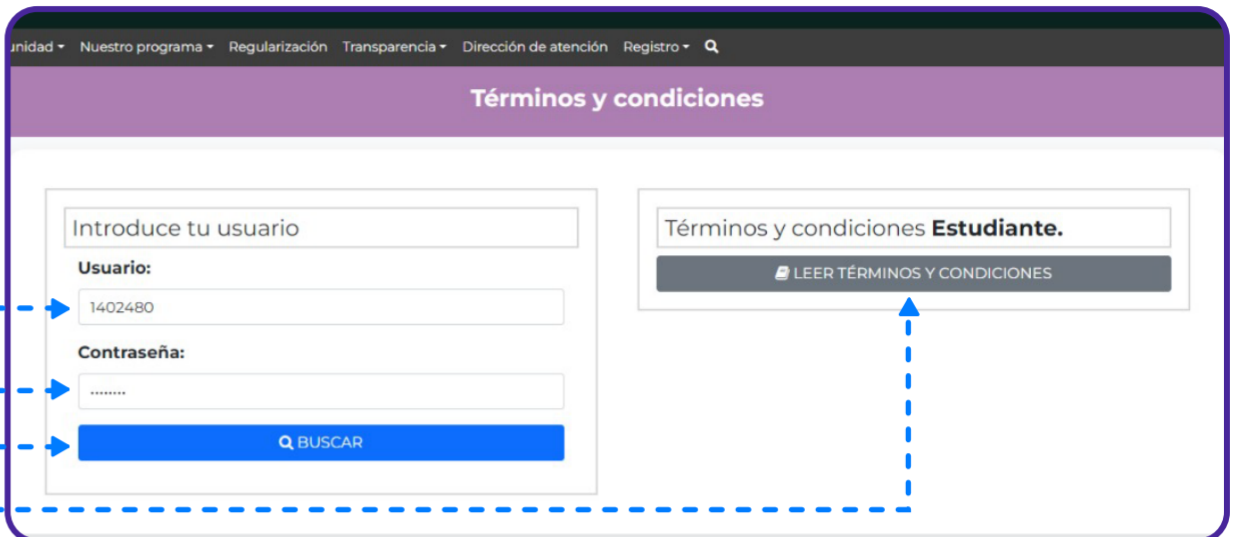 Nuestro programa Regularización Transparencia Dirección de atención Registro
Términos y condiciones
Introduce tu usuario
Usuario:
1402480
Contraseña:
........
BUSCAR
Términos y condiciones Estudiante.
LEER TÉRMINOS Y CONDICIONES